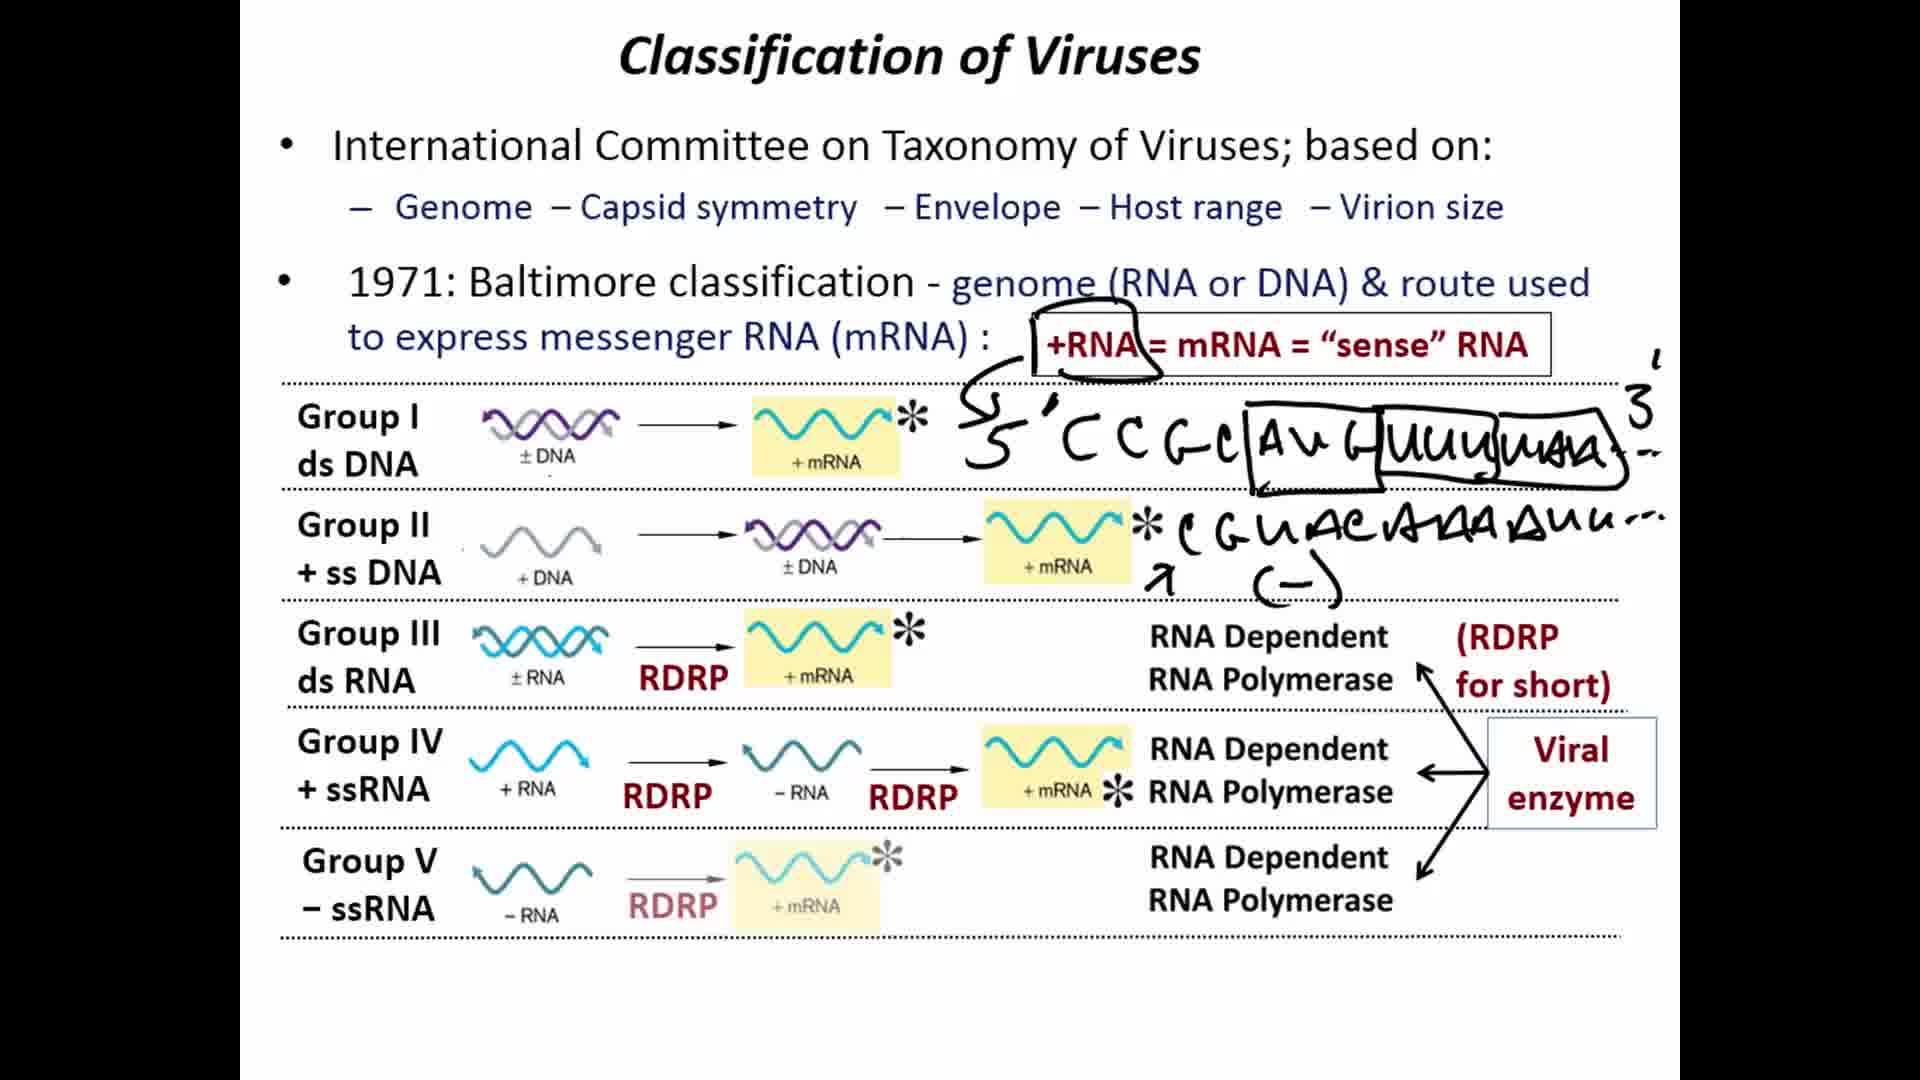 Classification of Viruses
• International Committee on Taxonomy of Viruses; based on:
– Genome – Capsid symmetry – Envelope – Host range – Virion size
• 1971: Baltimore classification - genome (RNA or DNA) & route used
to express messenger RNA (mRNA) :
+RNA = mRNA = “sense” RNA
5' CCGCAUGUUUUAA... 3'
Group I
ds DNA
± DNA
+ mRNA
*
CGUACAAAAUU...
(−)
Group II
+ ss DNA
+ DNA
± DNA
+ mRNA
*
Group III
ds RNA
± RNA
RDRP
+ mRNA
*
RNA Dependent
RNA Polymerase
(RDRP
for short)
Group IV
+ ssRNA
+ RNA
RDRP
– RNA
RDRP
+ mRNA
*
RNA Dependent
RNA Polymerase
Viral
enzyme
Group V
– ssRNA
– RNA
RDRP
+ mRNA
*
RNA Dependent
RNA Polymerase